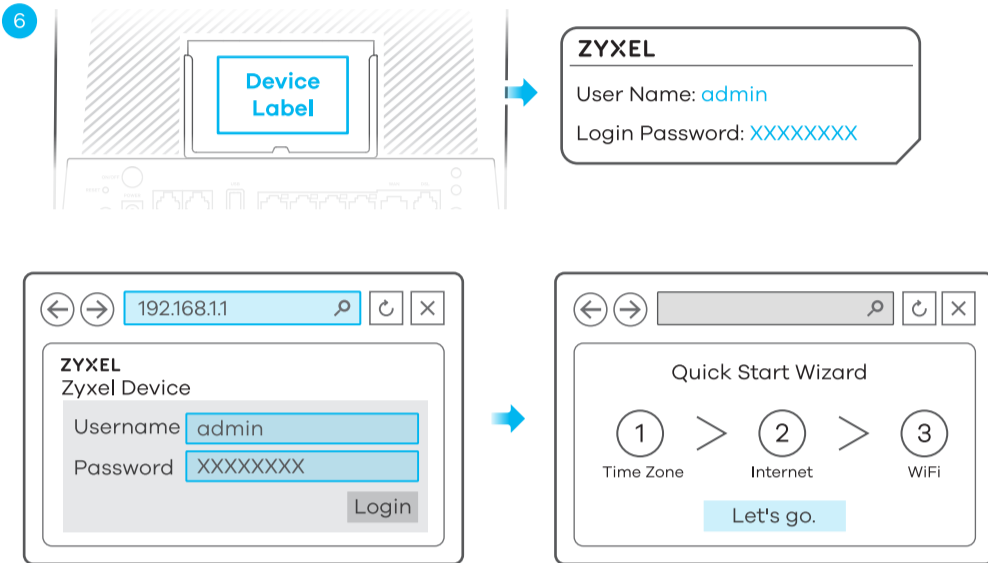 6
Device
Label
ZYXEL
User Name: admin
Login Password: XXXXXXXX
192.168.1.1
ZYXEL
Zyxel Device
Username admin
Password XXXXXXXX
Login
Quick Start Wizard
1 > 2 > 3
Time Zone Internet WiFi
Let's go.